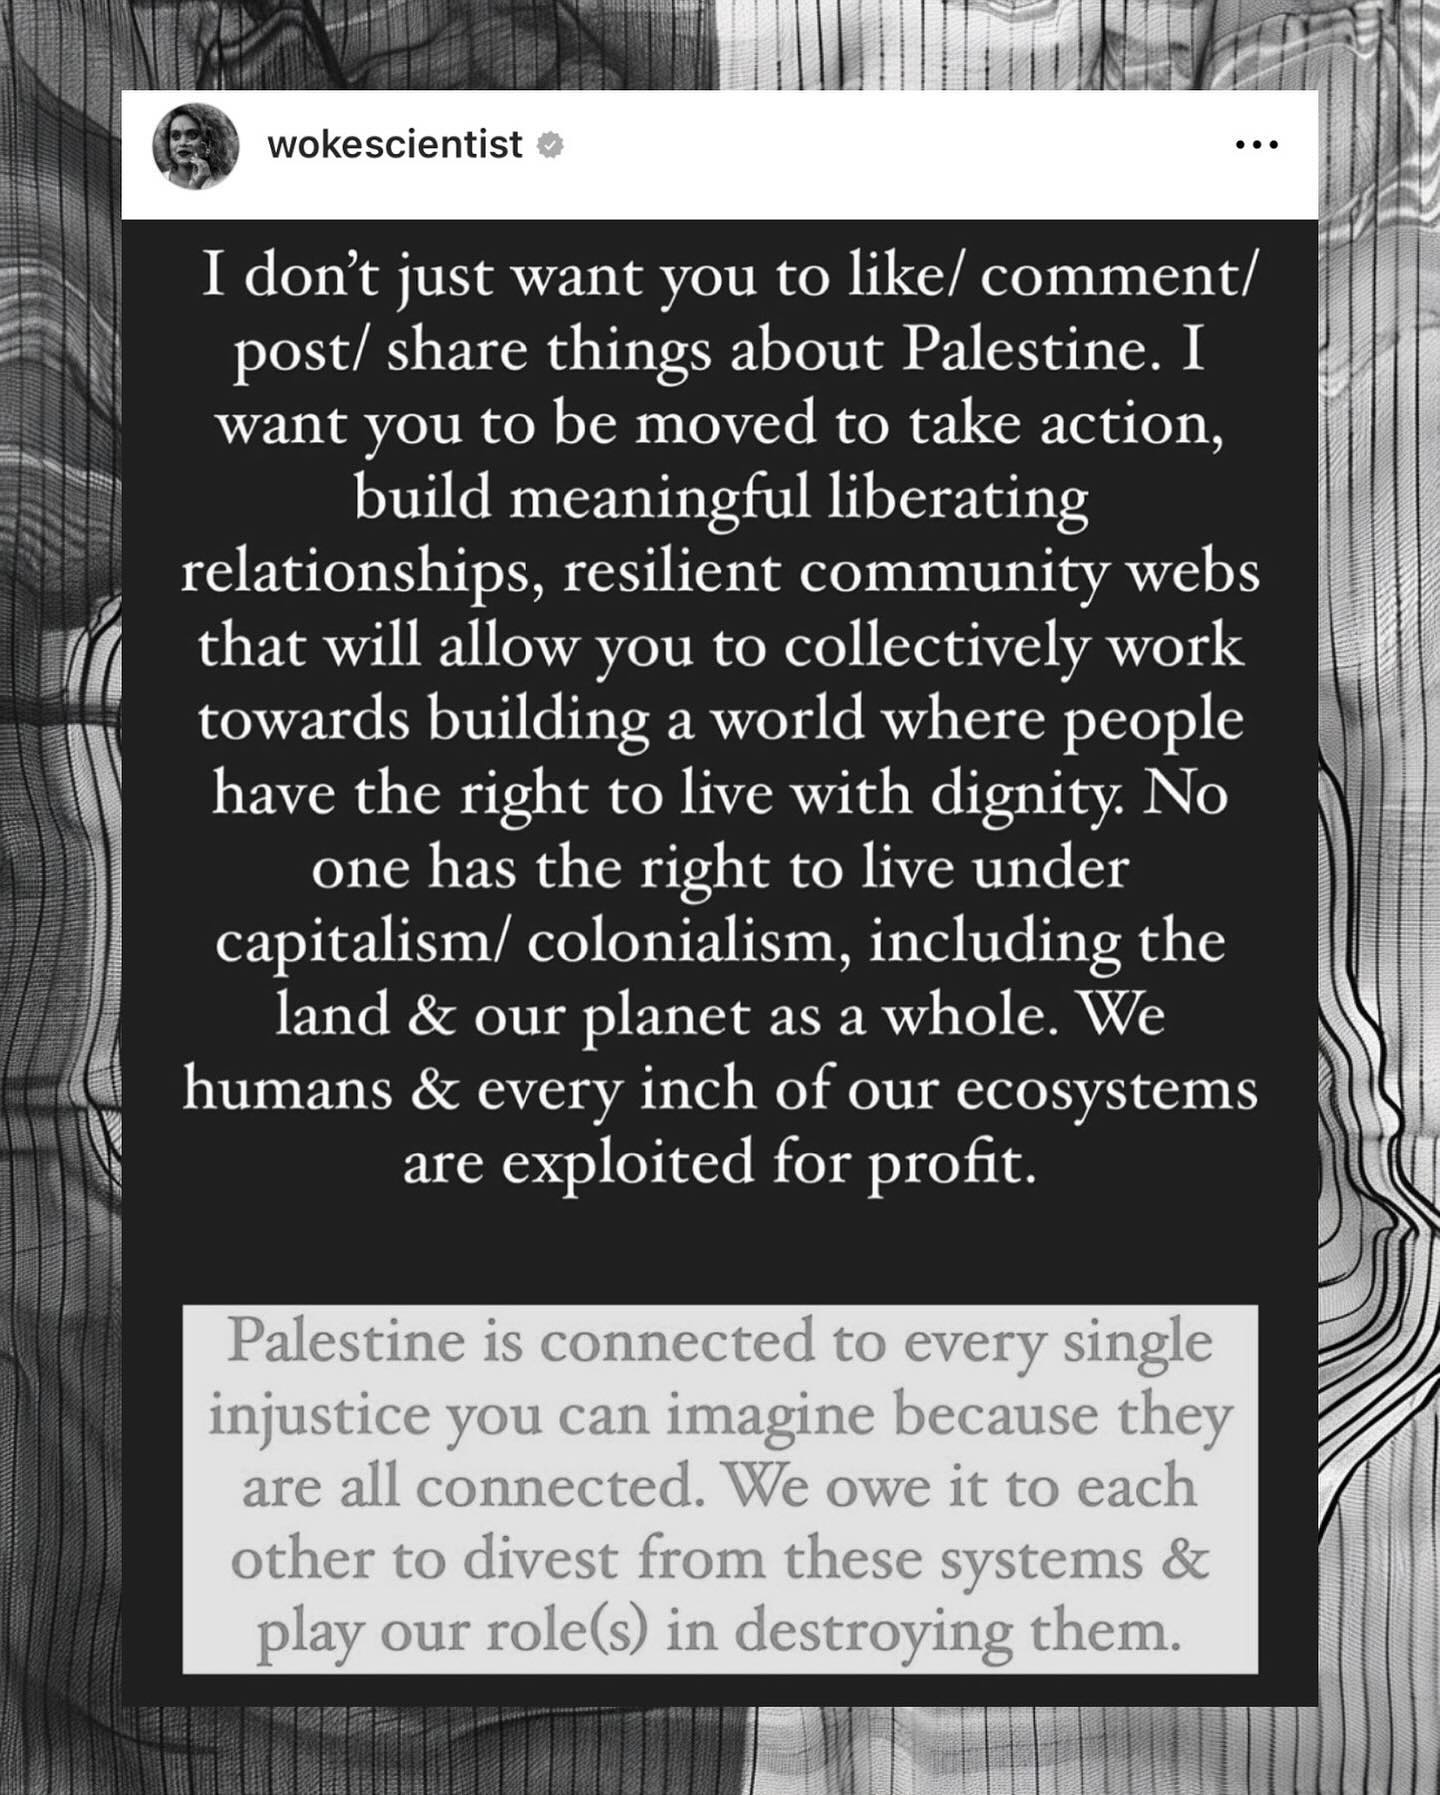 wokescientist
I don’t just want you to like/ comment/
post/ share things about Palestine. I
want you to be moved to take action,
build meaningful liberating
relationships, resilient community webs
that will allow you to collectively work
towards building a world where people
have the right to live with dignity. No
one has the right to live under
capitalism/ colonialism, including the
land & our planet as a whole. We
humans & every inch of our ecosystems
are exploited for profit.
Palestine is connected to every single
injustice you can imagine because they
are all connected. We owe it to each
other to divest from these systems &
play our role(s) in destroying them.